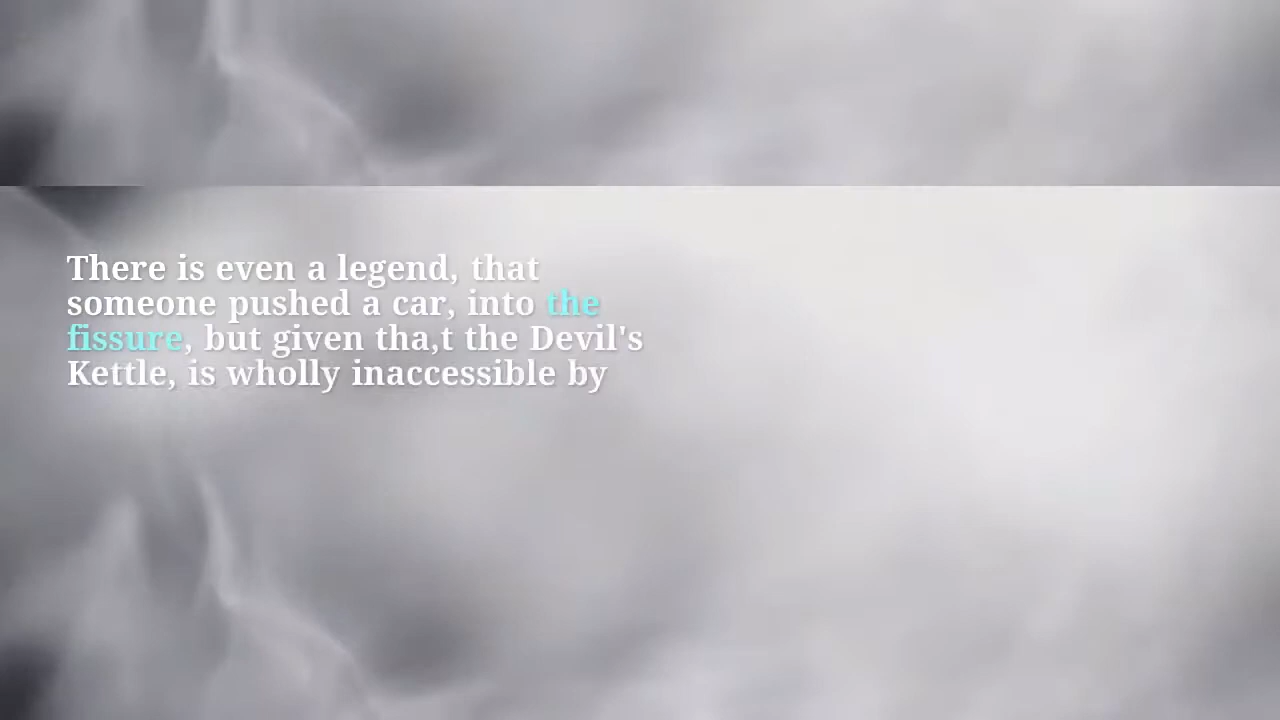 There is even a legend, that
someone pushed a car, into the
fissure, but given tha,t the Devil's
Kettle, is wholly inaccessible by